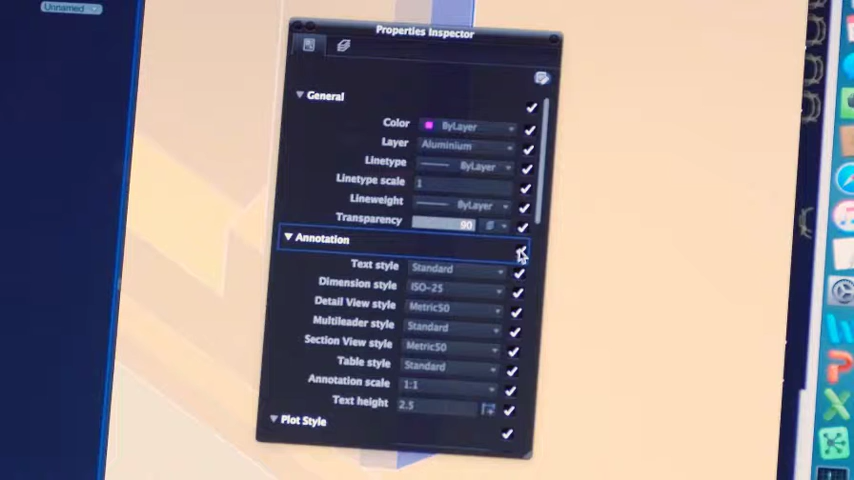 Unnamed
Properties Inspector
General
Color ByLayer
Layer Aluminium
Linetype ByLayer
Linetype scale 1
Lineweight ByLayer
Transparency 90
Annotation
Text style Standard
Dimension style ISO-25
Detail View style Metric50
Multileader style Standard
Section View style Metric50
Table style Standard
Annotation scale 1:1
Text height 2.5
Plot Style